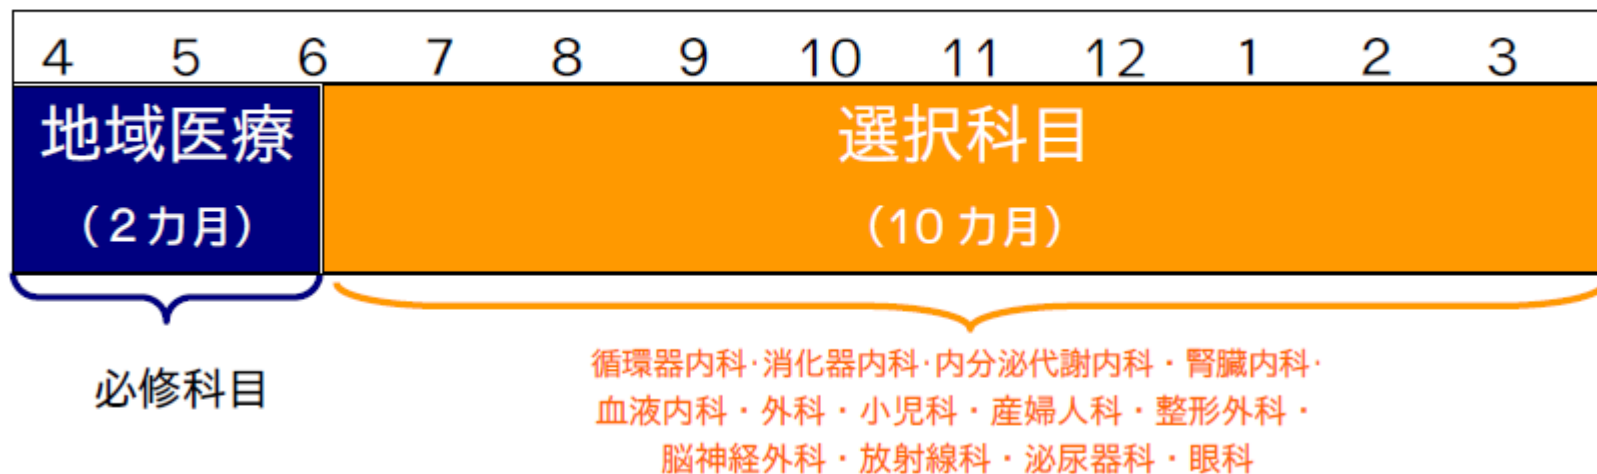 4 5 6 7 8 9 10 11 12 1 2 3
地域医療 選択科目
（２カ月） （10 カ月）
必修科目
循環器内科･消化器内科･内分泌代謝内科・腎臓内科･
血液内科・外科・小児科・産婦人科・整形外科・
脳神経外科・放射線科・泌尿器科・眼科